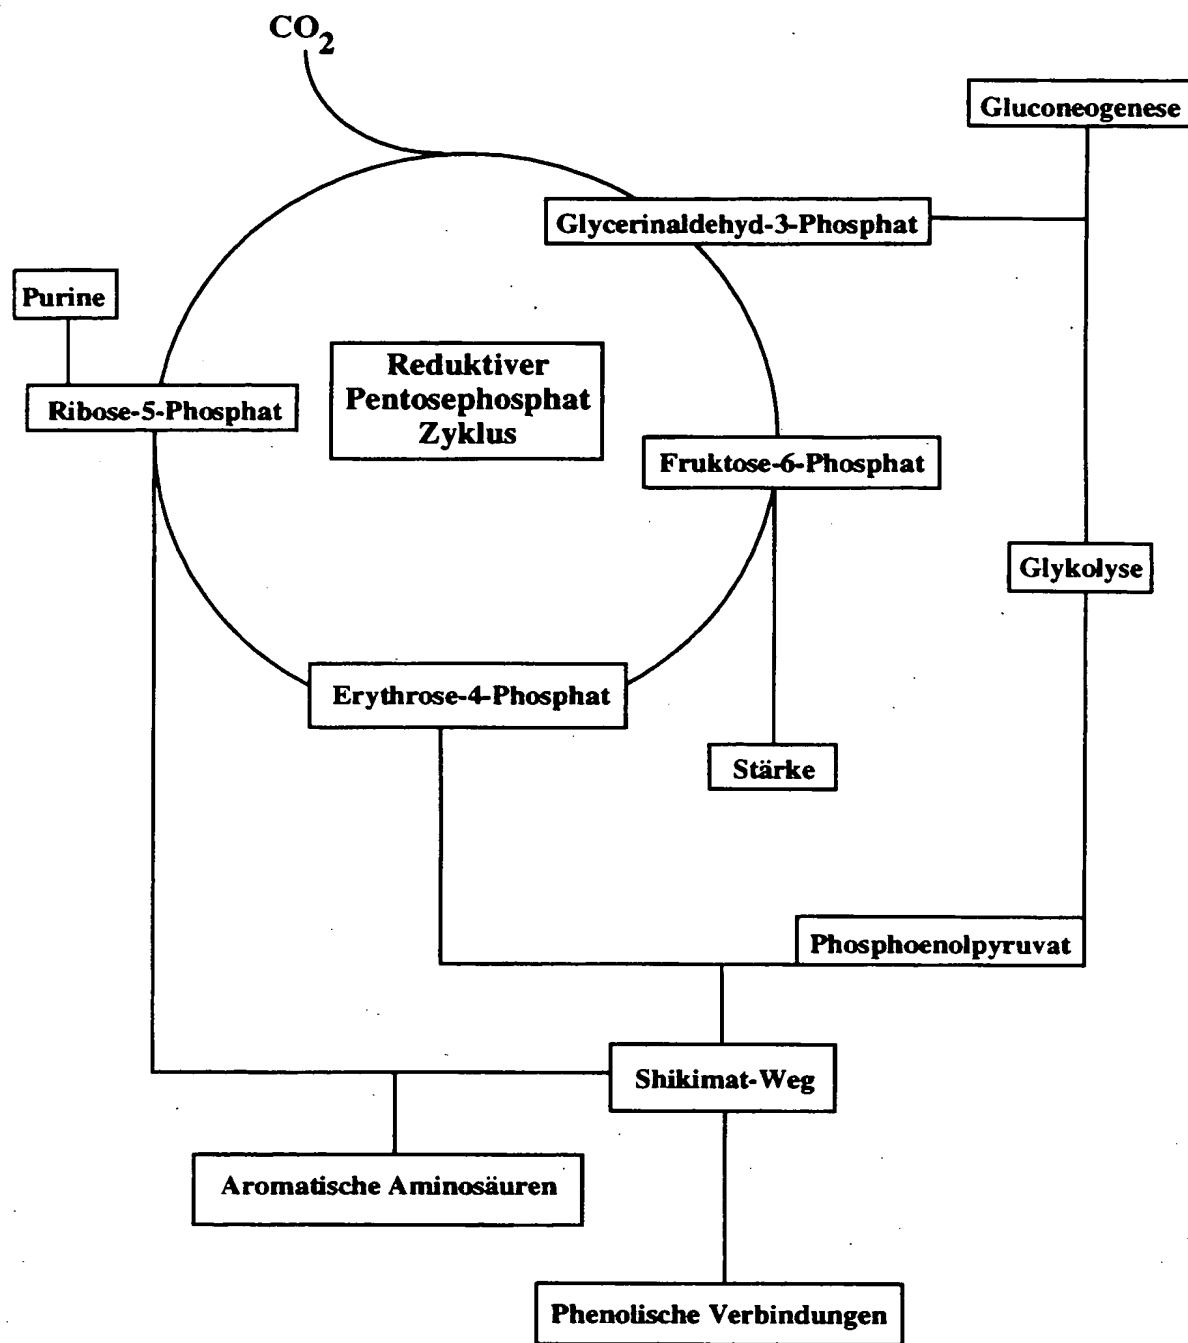 CO2
Gluconeogenese
Glycerinaldehyd-3-Phosphat
Purine
Reduktiver
Pentosephosphat
Zyklus
Ribose-5-Phosphat
Fruktose-6-Phosphat
Glykolyse
Erythrose-4-Phosphat
Stärke
Phosphoenolpyruvat
Shikimat-Weg
Aromatische Aminosäuren
Phenolische Verbindungen